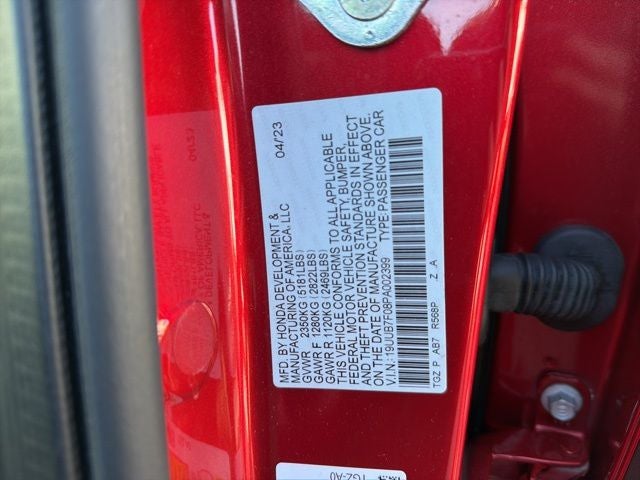 MFD. BY HONDA DEVELOPMENT & 04/23
MANUFACTURING OF AMERICA, LLC
GVWR 2350KG (5181LBS)
GAWR F 1280KG (2822LBS)
GAWR R 1120KG (2469LBS)
THIS VEHICLE CONFORMS TO ALL APPLICABLE
FEDERAL MOTOR VEHICLE SAFETY, BUMPER,
AND THEFT PREVENTION STANDARDS IN EFFECT
ON THE DATE OF MANUFACTURE SHOWN ABOVE.
V.I.N.: 19UUB7F08PA002399 TYPE:PASSENGER CAR
TGZ P AB7 R568P Z .A
TGZ-A0